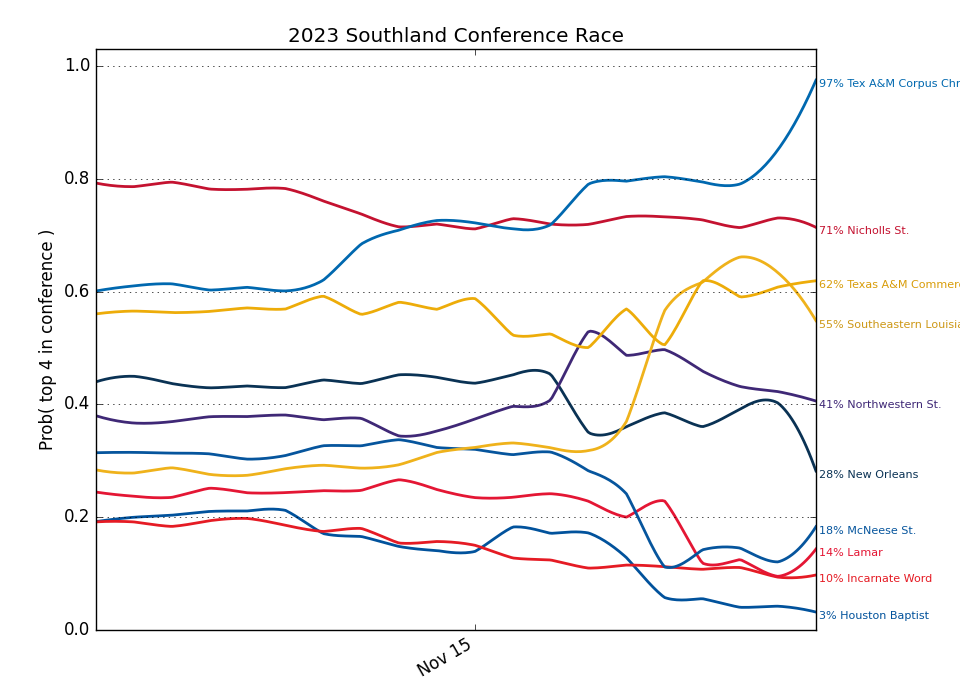 2023 Southland Conference Race
Prob( top 4 in conference )
1.0
0.8
0.6
0.4
0.2
0.0
Nov 15
97% Tex A&M Corpus Chr
71% Nicholls St.
62% Texas A&M Commerc
55% Southeastern Louisia
41% Northwestern St.
28% New Orleans
18% McNeese St.
14% Lamar
10% Incarnate Word
3% Houston Baptist